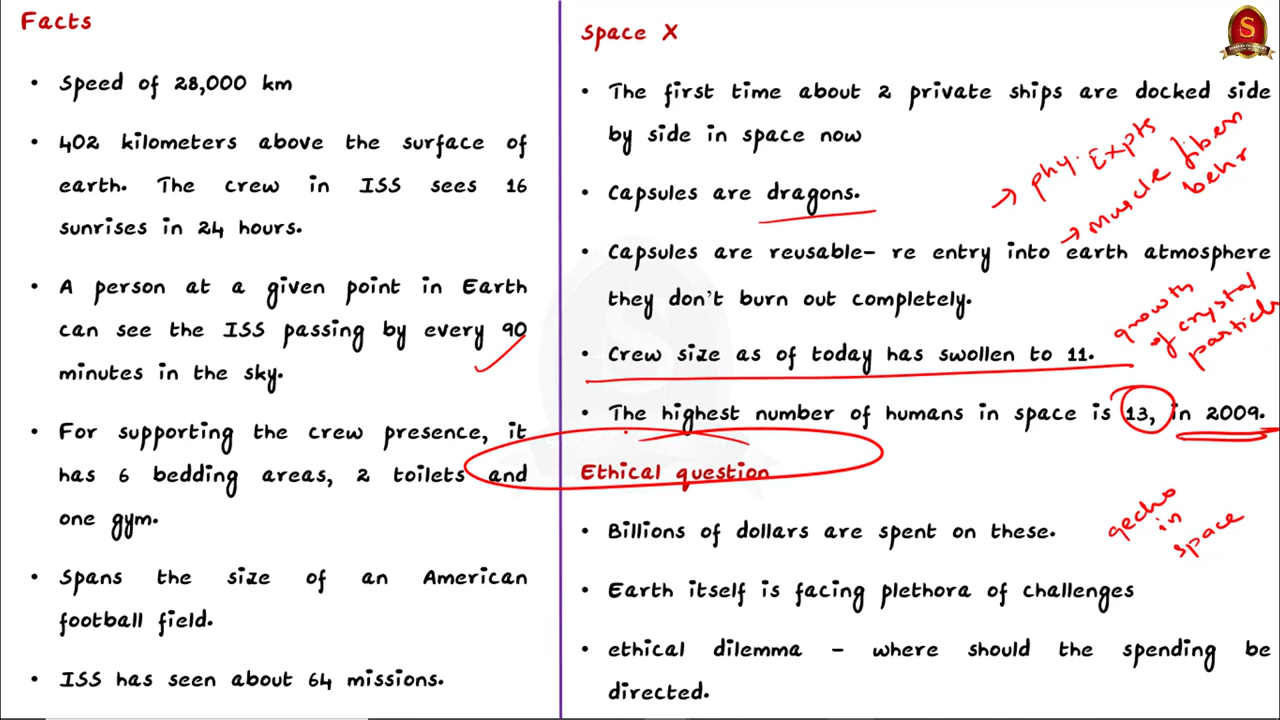 Facts
• Speed of 28,000 km
• 402 kilometers above the surface of
earth. The crew in ISS sees 16
sunrises in 24 hours.
• A person at a given point in Earth
can see the ISS passing by every 90
minutes in the sky.
• For supporting the crew presence, it
has 6 bedding areas, 2 toilets and
one gym.
• Spans the size of an American
football field.
• ISS has seen about 64 missions.
Space X
• The first time about 2 private ships are docked side
by side in space now
• Capsules are dragons.
• Capsules are reusable- re entry into earth atmosphere
they don't burn out completely.
• Crew size as of today has swollen to 11.
• The highest number of humans in space is 13, in 2009.
Ethical question
• Billions of dollars are spent on these.
• Earth itself is facing plethora of challenges
• ethical dilemma - where should the spending be
directed.
→ phy. Expts
→ Muscle fiber
behr
growth
of crystal
particle
gecho
in
space
S